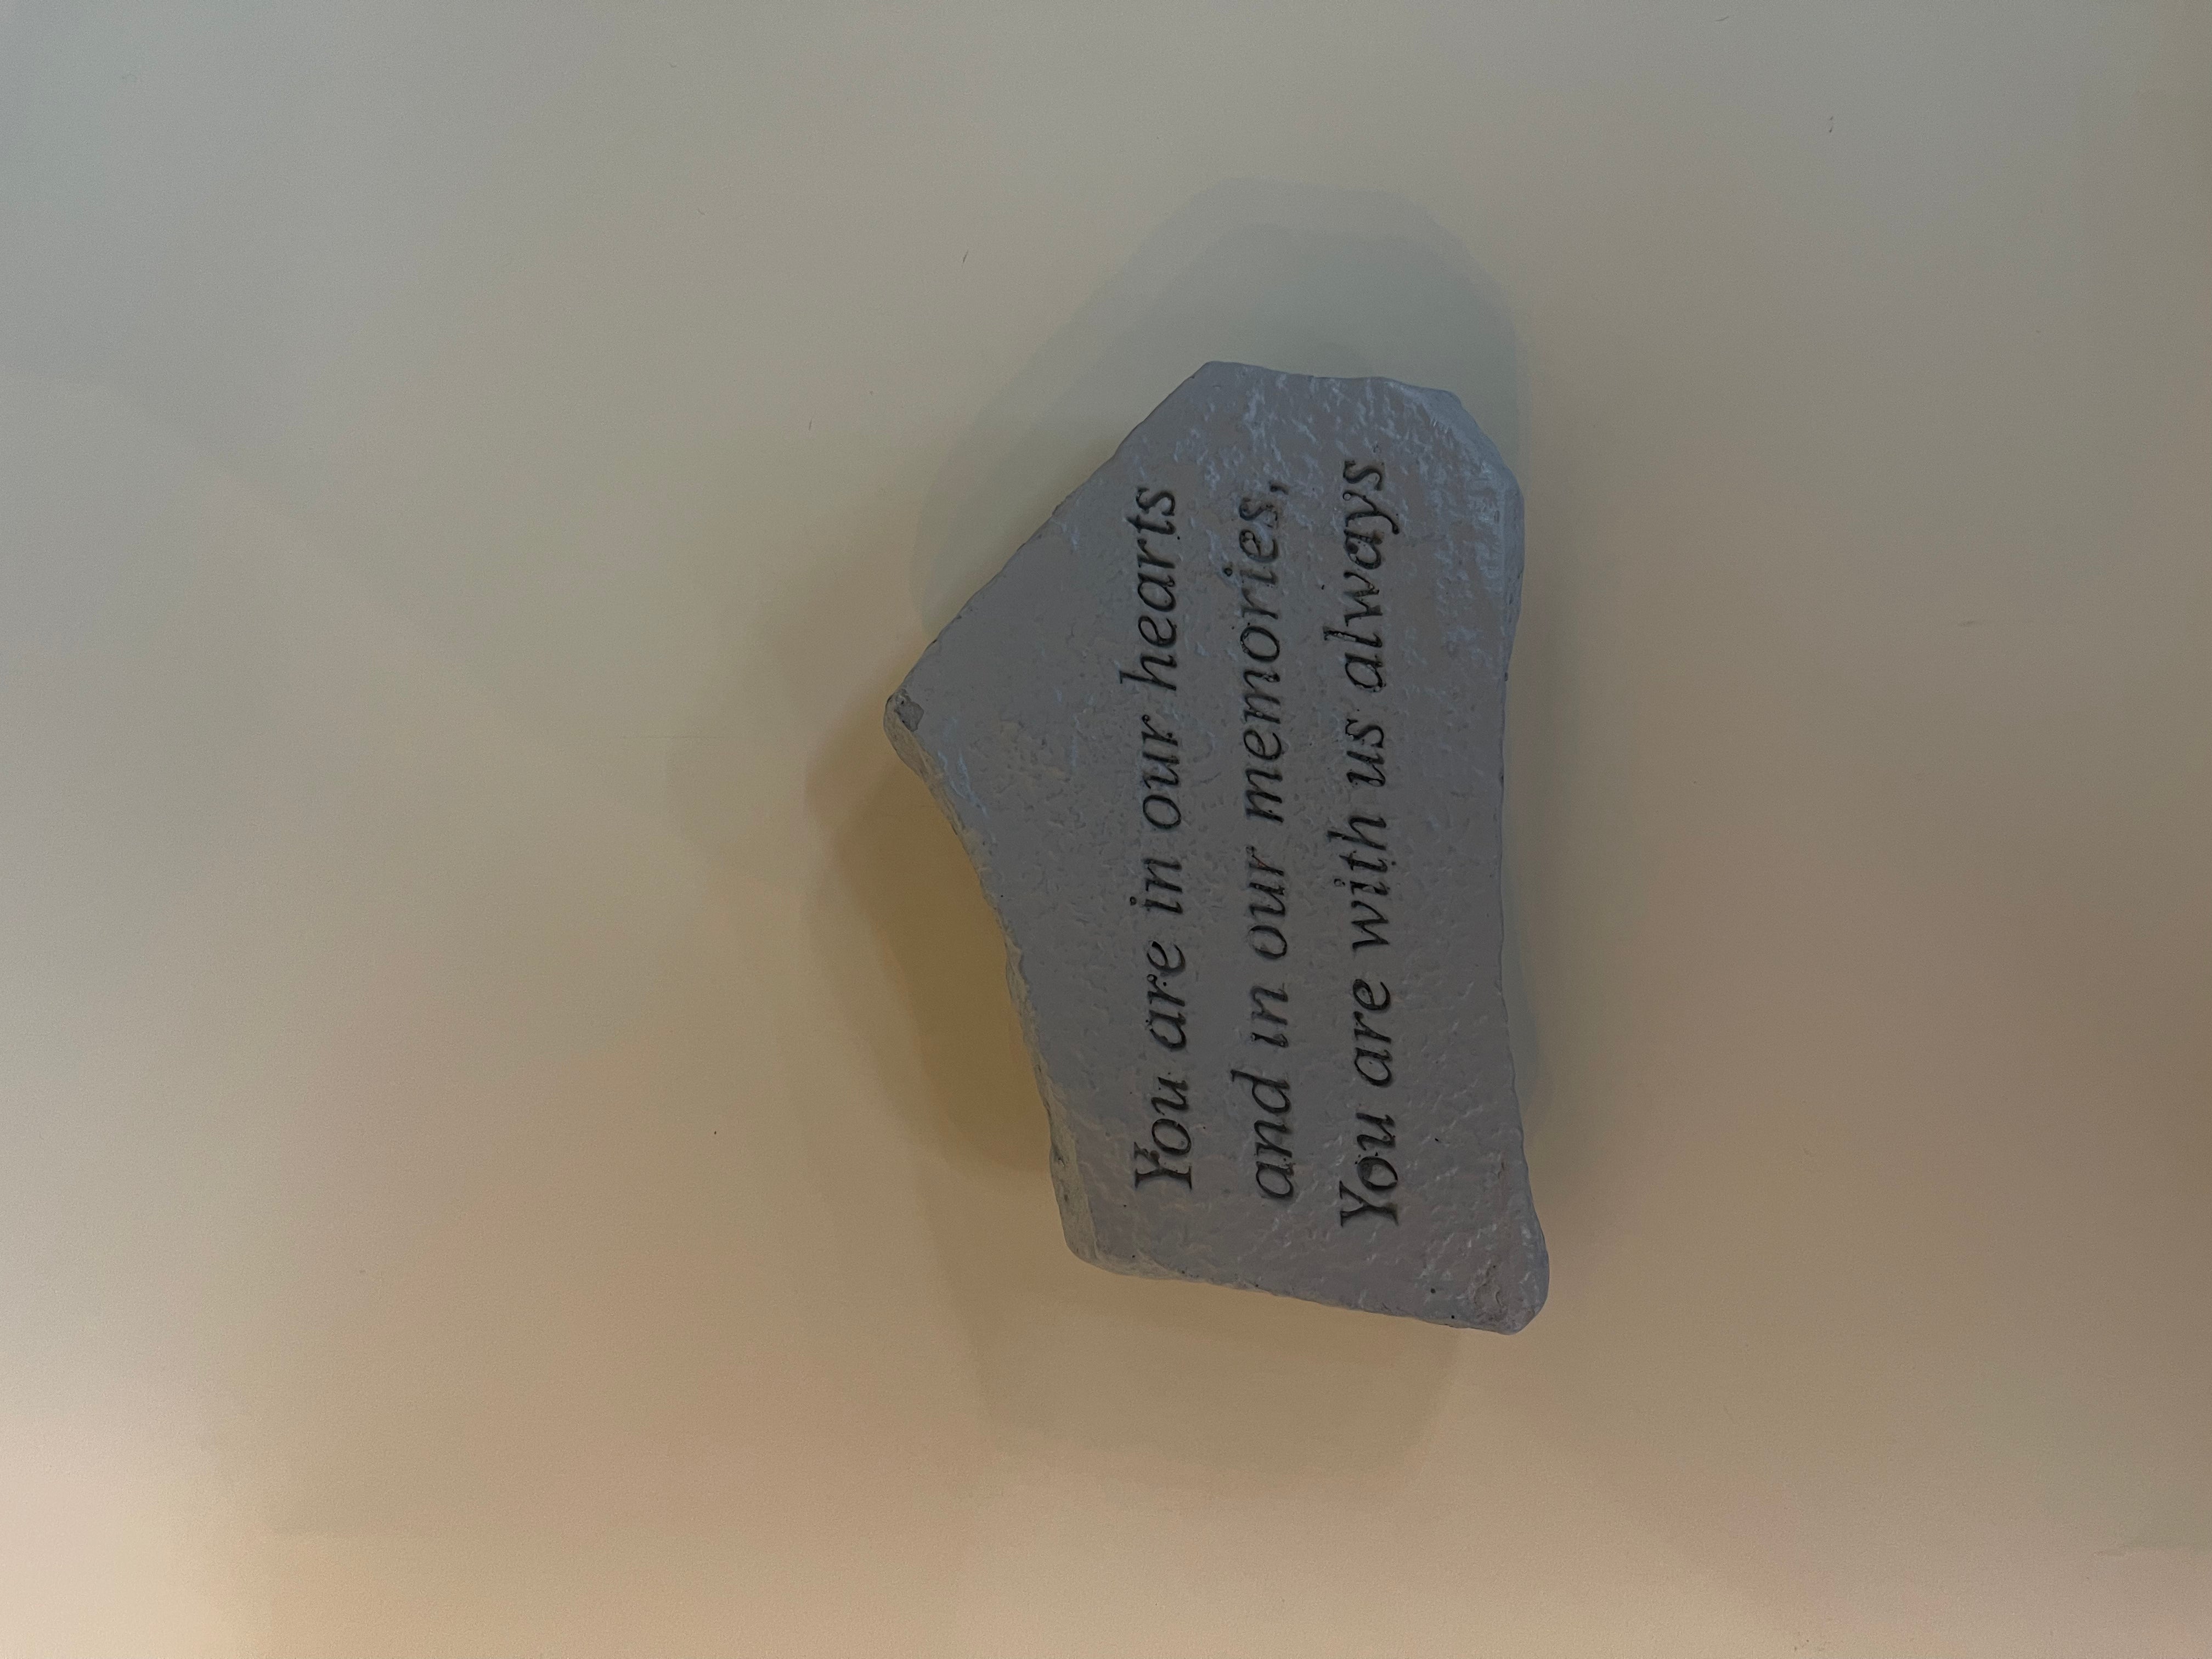 You are in our hearts
and in our memories,
You are with us always